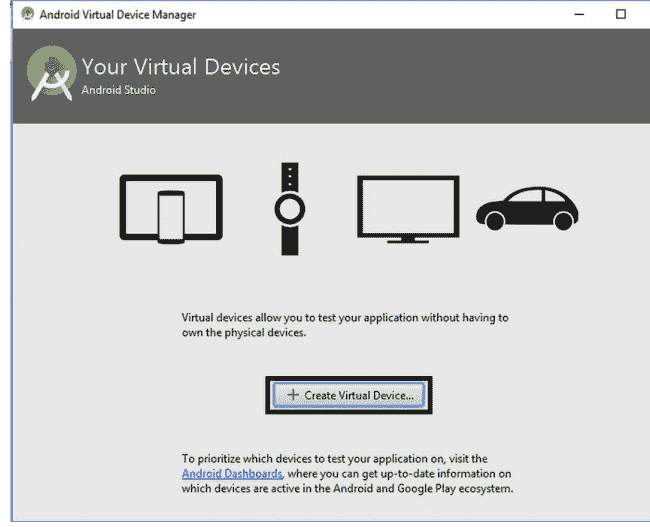 Android Virtual Device Manager
Your Virtual Devices
Android Studio
Virtual devices allow you to test your application without having to
own the physical devices.
+ Create Virtual Device...
To prioritize which devices to test your application on, visit the
Android Dashboards, where you can get up-to-date information on
which devices are active in the Android and Google Play ecosystem.